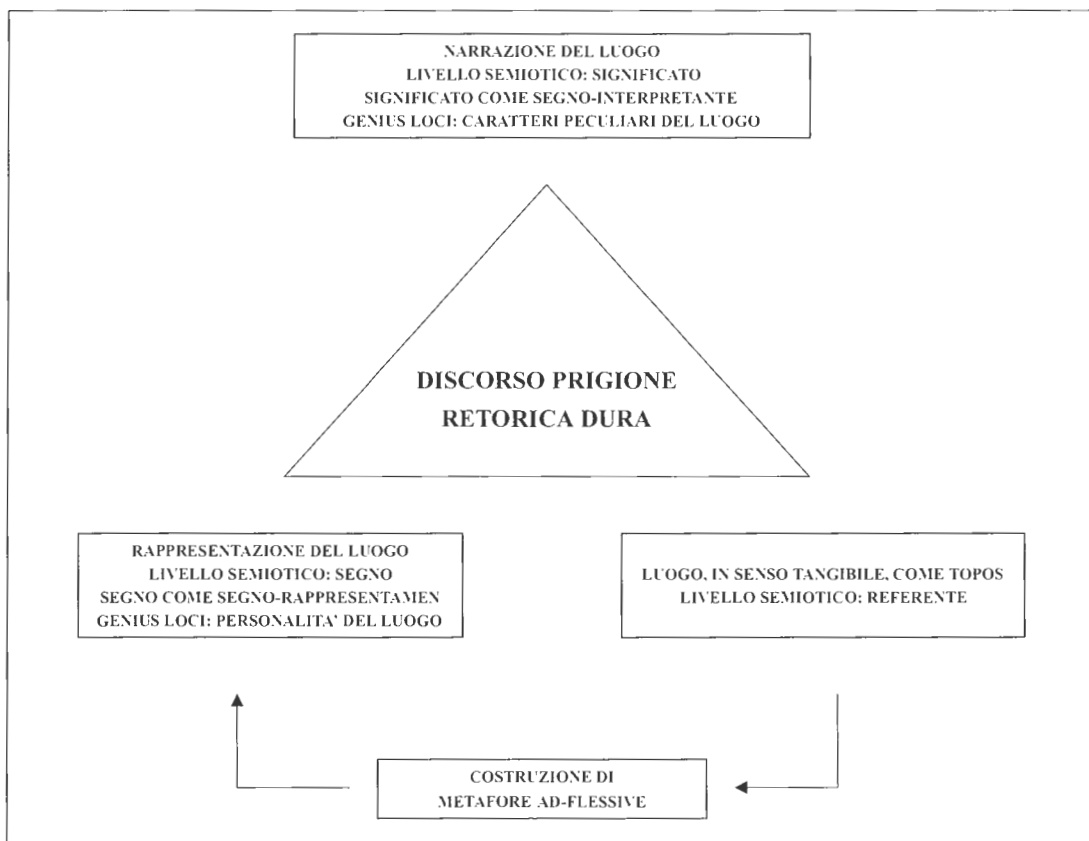 NARRAZIONE DEL LUOGO
LIVELLO SEMIOTICO: SIGNIFICATO
SIGNIFICATO COME SEGNO-INTERPRETANTE
GENIUS LOCI: CARATTERI PECULIARI DEL LUOGO
DISCORSO PRIGIONE
RETORICA DURA
RAPPRESENTAZIONE DEL LUOGO
LIVELLO SEMIOTICO: SEGNO
SEGNO COME SEGNO-RAPPRESENTAMEN
GENIUS LOCI: PERSONALITA' DEL LUOGO
LUOGO, IN SENSO TANGIBILE, COME TOPOS
LIVELLO SEMIOTICO: REFERENTE
COSTRUZIONE DI
METAFORE AD-FLESSIVE